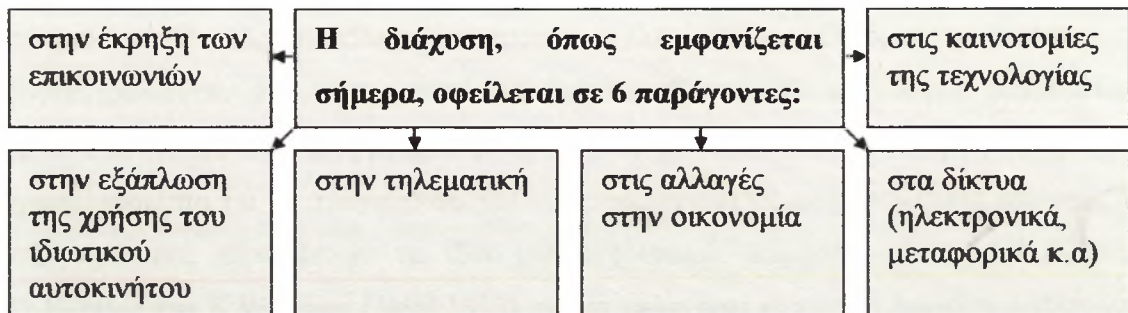 στην έκρηξη των
επικοινωνιών
Η διάχυση, όπως εμφανίζεται
σήμερα, οφείλεται σε 6 παράγοντες:
στις καινοτομίες
της τεχνολογίας
στην εξάπλωση
της χρήσης του
ιδιωτικού
αυτοκινήτου
στην τηλεματική
στις αλλαγές
στην οικονομία
στα δίκτυα
(ηλεκτρονικά,
μεταφορικά κ.α)